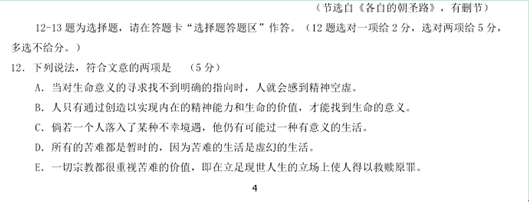 （节选自《各自的朝圣路》，有删节）
12-13 题为选择题，请在答题卡“选择题答题区”作答。（12 题选对一项给 2 分，选对两项给 5 分，
多选不给分。）
12．下列说法，符合文意的两项是 （5 分）
A．当对生命意义的寻求找不到明确的指向时，人就会感到精神空虚。
B．人只有通过创造以实现内在的精神能力和生命的价值，才能找到生命的意义。
C．倘若一个人落入了某种不幸境遇，他仍有可能过一种有意义的生活。
D．所有的苦难都是暂时的，因为苦难的生活是虚幻的生活。
E．一切宗教都很重视苦难的价值，即在立足现世人生的立场上使人得以救赎原罪。
4